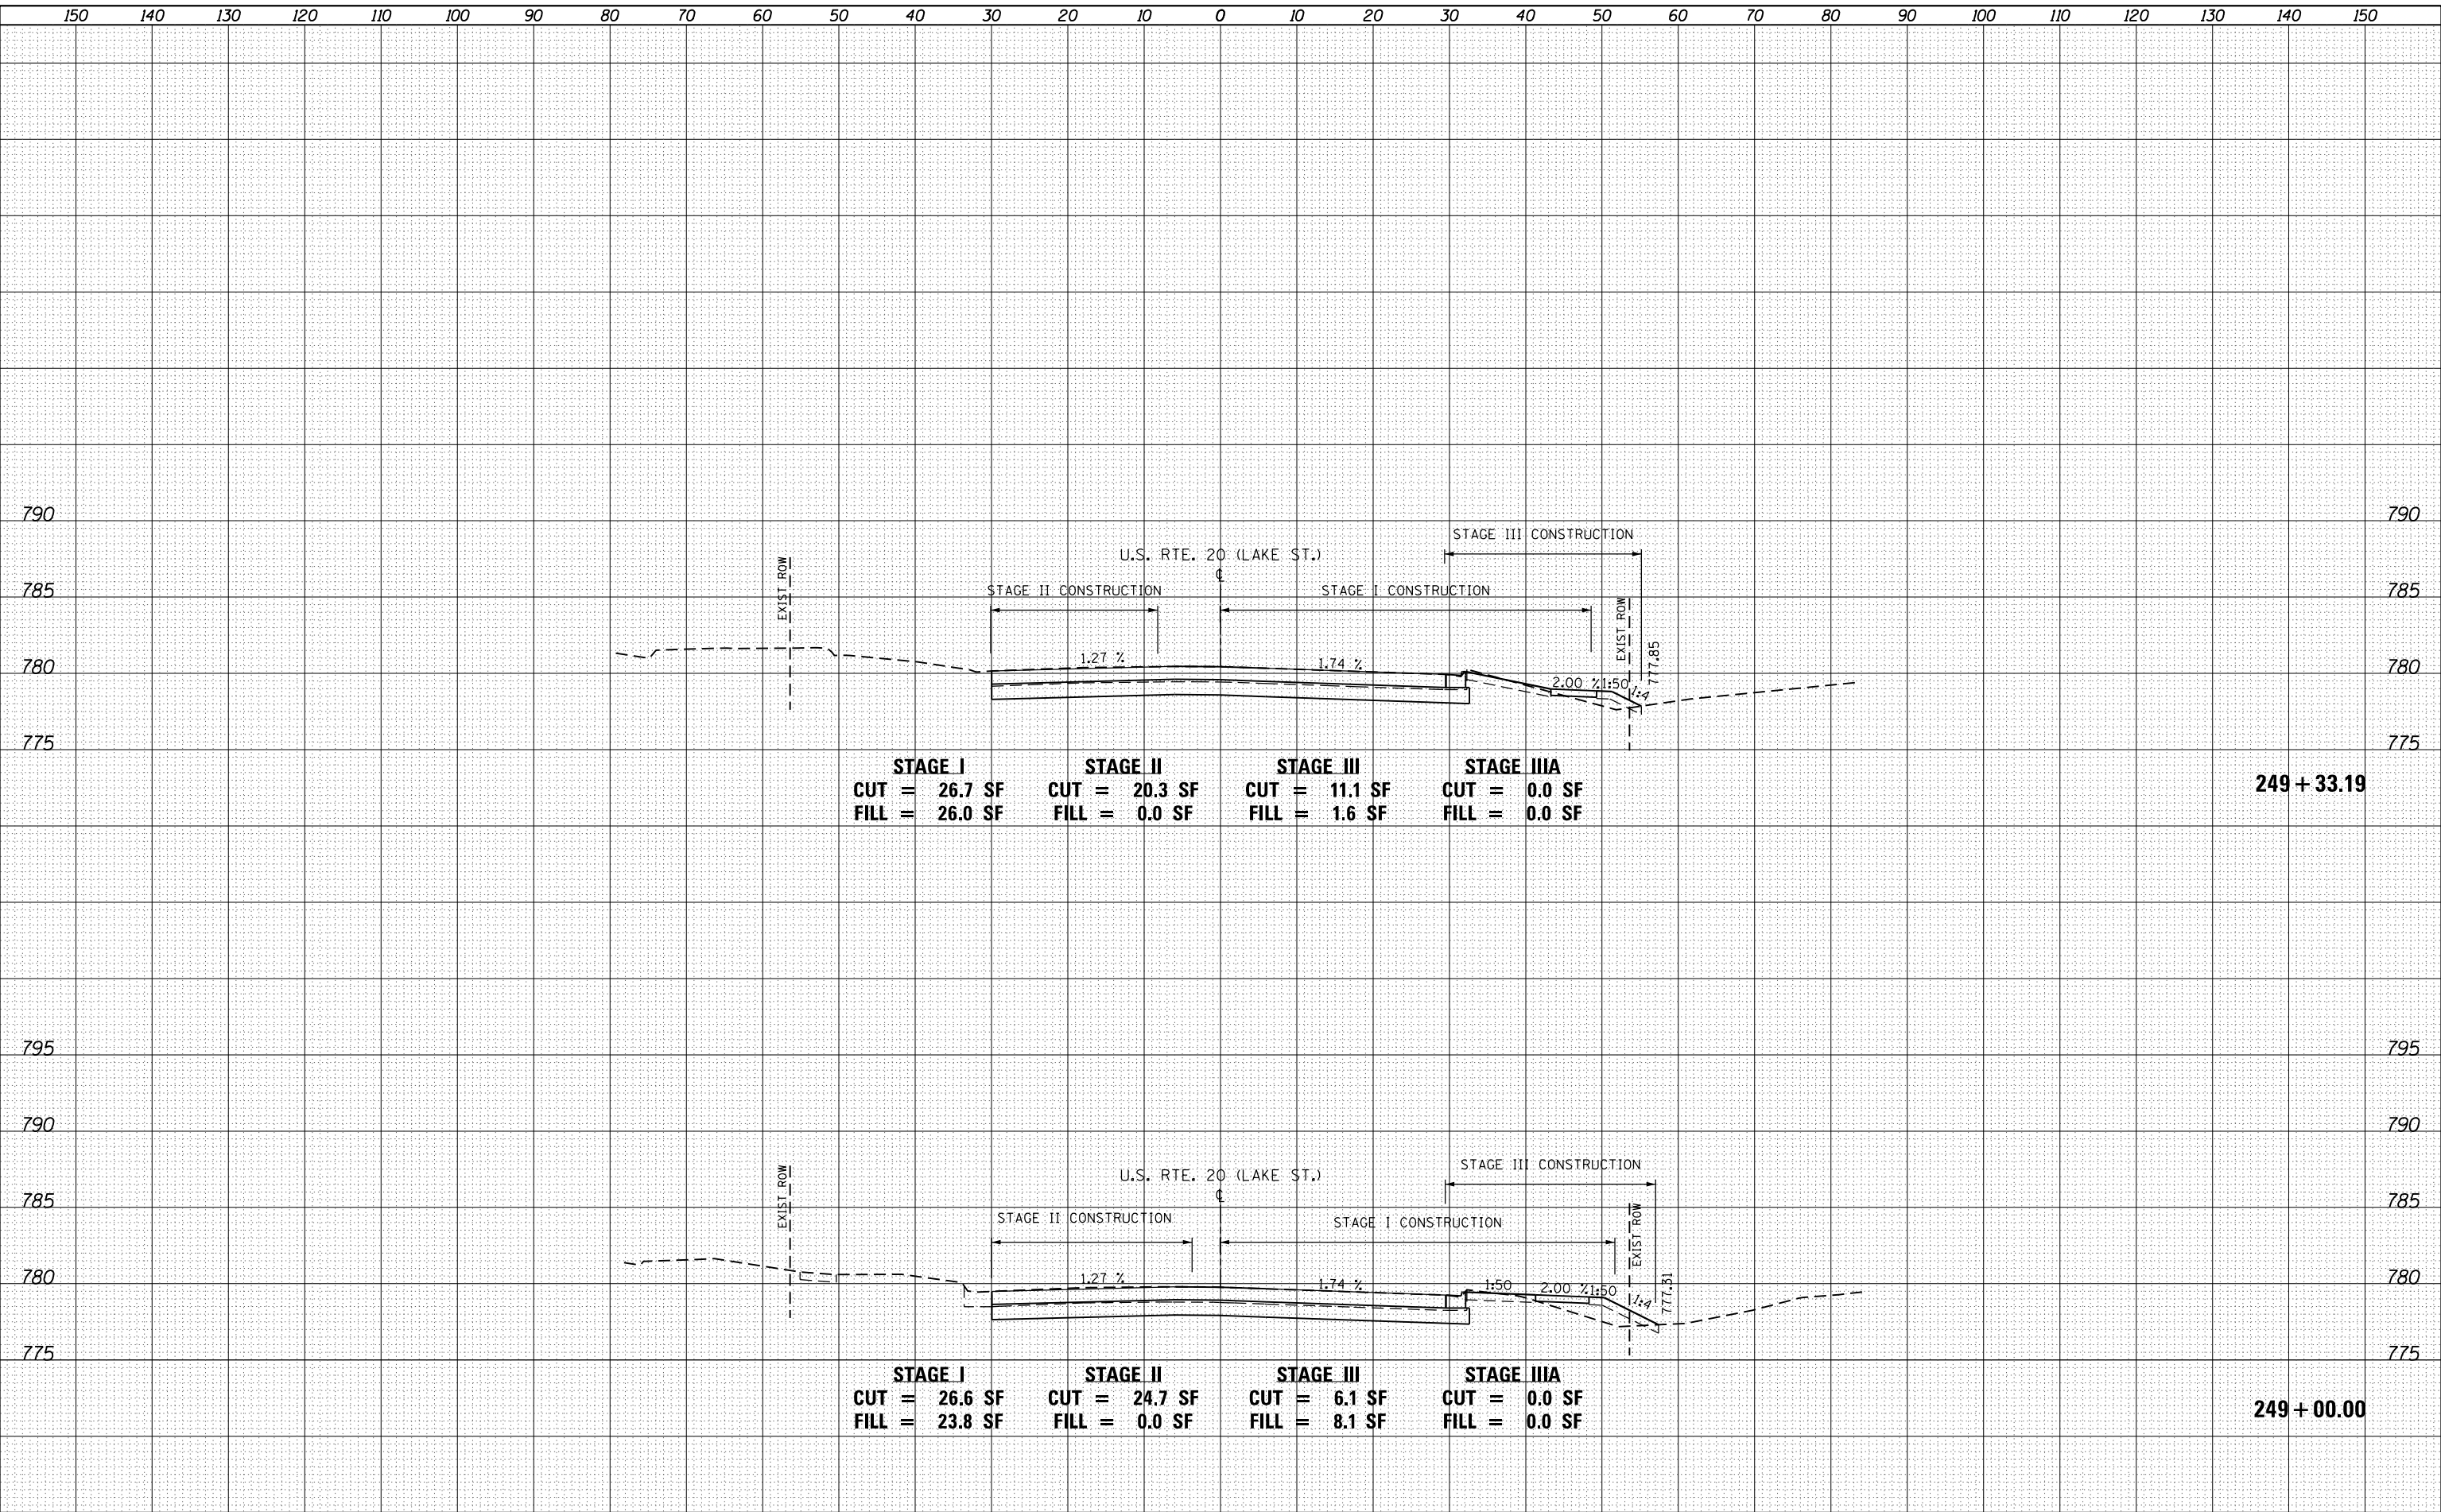 150 140 130 120 110 100 90 80 70 60 50 40 30 20 10 0 10 20 30 40 50 60 70 80 90 100 110 120 130 140 150
790 790
STAGE III CONSTRUCTION
U.S. RTE. 20 (LAKE ST.)
℄
EXIST ROW
785 785
STAGE II CONSTRUCTION STAGE I CONSTRUCTION
EXIST ROW
777.85
780 780
1.27 % 1.74 % 2.00 % 1:50 1:4
775 775
STAGE I STAGE II STAGE III STAGE IIIA
CUT = 26.7 SF CUT = 20.3 SF CUT = 11.1 SF CUT = 0.0 SF
FILL = 26.0 SF FILL = 0.0 SF FILL = 1.6 SF FILL = 0.0 SF
249 + 33.19
795 795
790 790
STAGE III CONSTRUCTION
U.S. RTE. 20 (LAKE ST.)
℄
EXIST ROW
785 785
STAGE II CONSTRUCTION STAGE I CONSTRUCTION
EXIST ROW
777.31
780 780
1.27 % 1.74 % 1:50 2.00 % 1:50 1:4
775 775
STAGE I STAGE II STAGE III STAGE IIIA
CUT = 26.6 SF CUT = 24.7 SF CUT = 6.1 SF CUT = 0.0 SF
FILL = 23.8 SF FILL = 0.0 SF FILL = 8.1 SF FILL = 0.0 SF
249 + 00.00